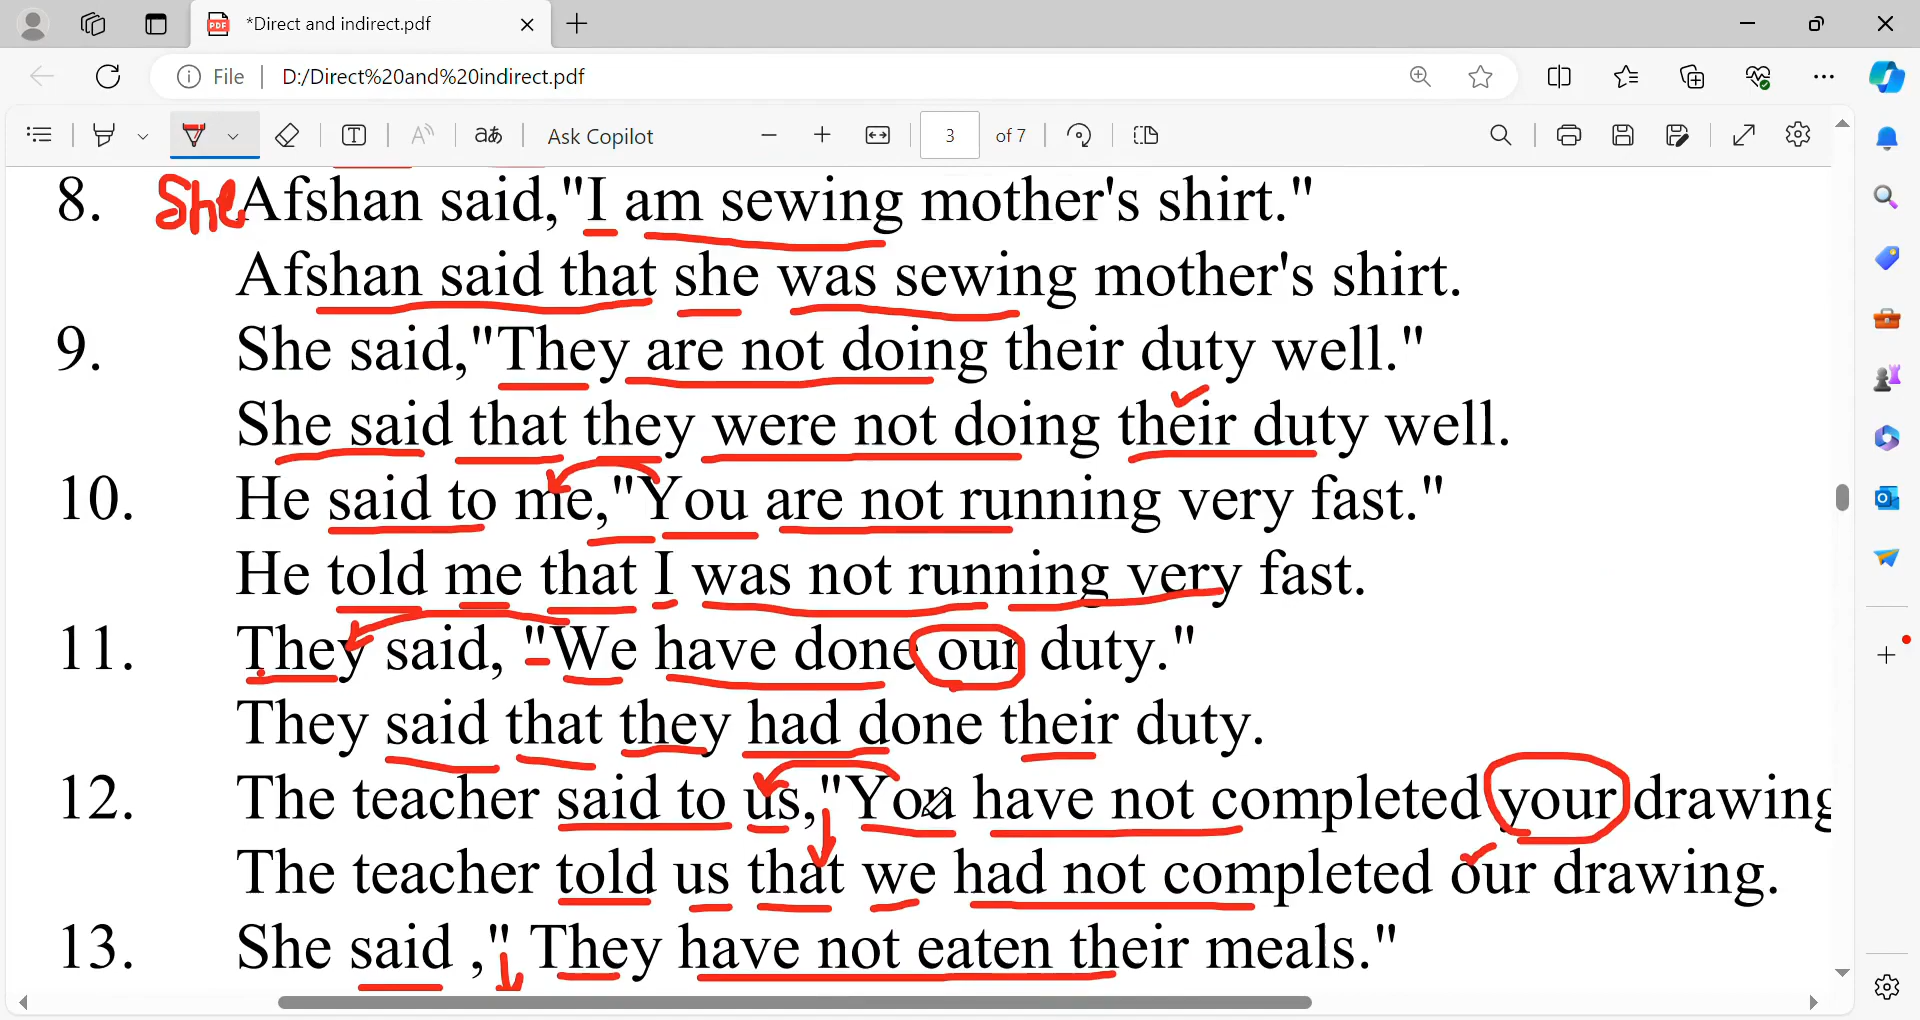 *Direct and indirect.pdf
File D:/Direct%20and%20indirect.pdf
aあ Ask Copilot 3 of 7
8. She Afshan said,"I am sewing mother's shirt."
Afshan said that she was sewing mother's shirt.
9. She said,"They are not doing their duty well."
She said that they were not doing their duty well.
10. He said to me,"You are not running very fast."
He told me that I was not running very fast.
11. They said, "We have done our duty."
They said that they had done their duty.
12. The teacher said to us,"You have not completed your drawing
The teacher told us that we had not completed our drawing.
13. She said ," They have not eaten their meals."